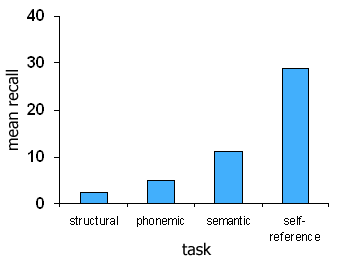 40
30
20
10
0
mean recall
structural
phonemic
semantic
self-
reference
task